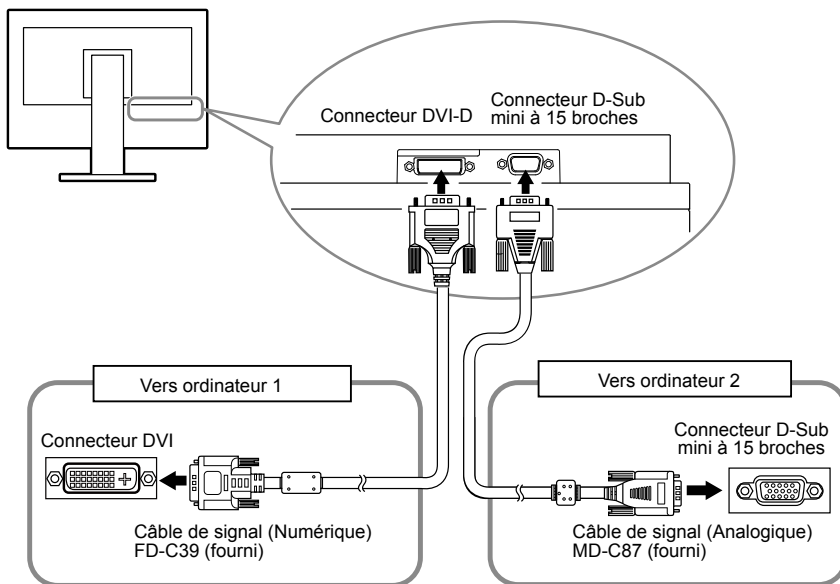 Connecteur DVI-D
Connecteur D-Sub
mini à 15 broches
Vers ordinateur 1
Connecteur DVI
Câble de signal (Numérique)
FD-C39 (fourni)
Vers ordinateur 2
Connecteur D-Sub
mini à 15 broches
Câble de signal (Analogique)
MD-C87 (fourni)